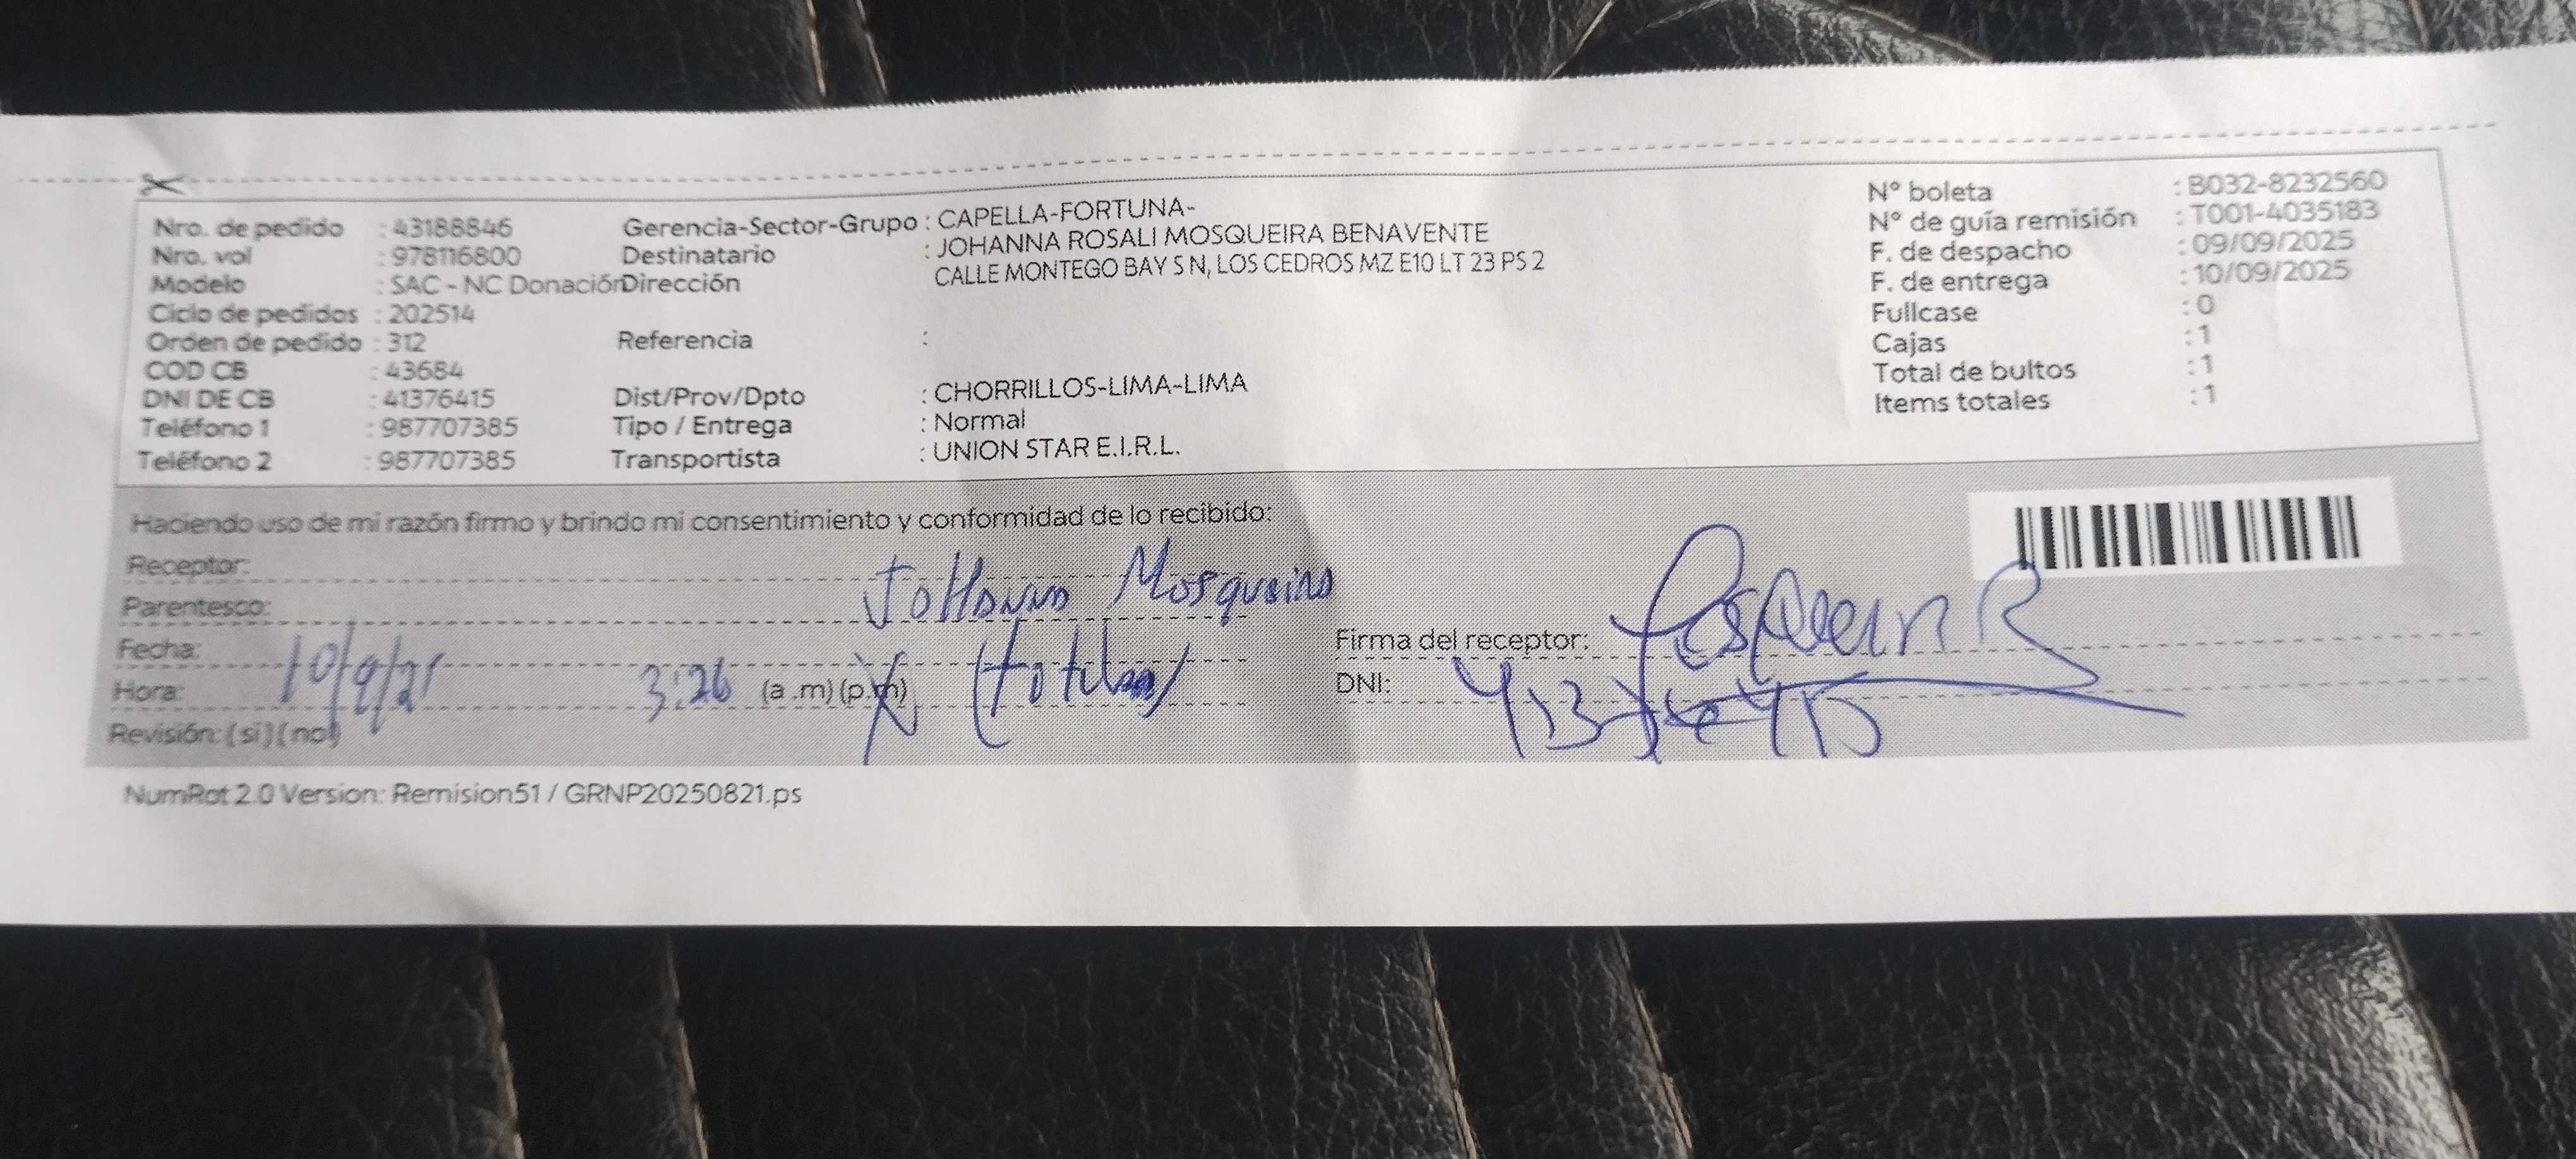 Nro. de pedido : 43188846
Nro. vol : 978116800
Modelo : SAC - NC Donación
Ciclo de pedidos : 202514
Orden de pedido : 312
COD CB : 43684
DNI DE CB : 41376415
Teléfono 1 : 987707385
Teléfono 2 : 987707385
Gerencia-Sector-Grupo : CAPELLA-FORTUNA-
Destinatario : JOHANNA ROSALI MOSQUEIRA BENAVENTE
Dirección CALLE MONTEGO BAY S N, LOS CEDROS MZ E10 LT 23 PS 2
Referencia :
Dist/Prov/Dpto : CHORRILLOS-LIMA-LIMA
Tipo / Entrega : Normal
Transportista : UNION STAR E.I.R.L.
N° boleta : B032-8232560
N° de guía remisión : T001-4035183
F. de despacho : 09/09/2025
F. de entrega : 10/09/2025
Fullcase : 0
Cajas : 1
Total de bultos : 1
Items totales : 1
Haciendo uso de mi razón firmo y brindo mi consentimiento y conformidad de lo recibido:
Receptor: Johanna Mosqueira
Parentesco: (titular)
Fecha: 10/9/25
Hora: 3:26 (a .m) (p.m)
Revisión: ( si ) ( no )
Firma del receptor:
DNI: 41376415
NumRot 2.0 Version: Remision51 / GRNP20250821.ps